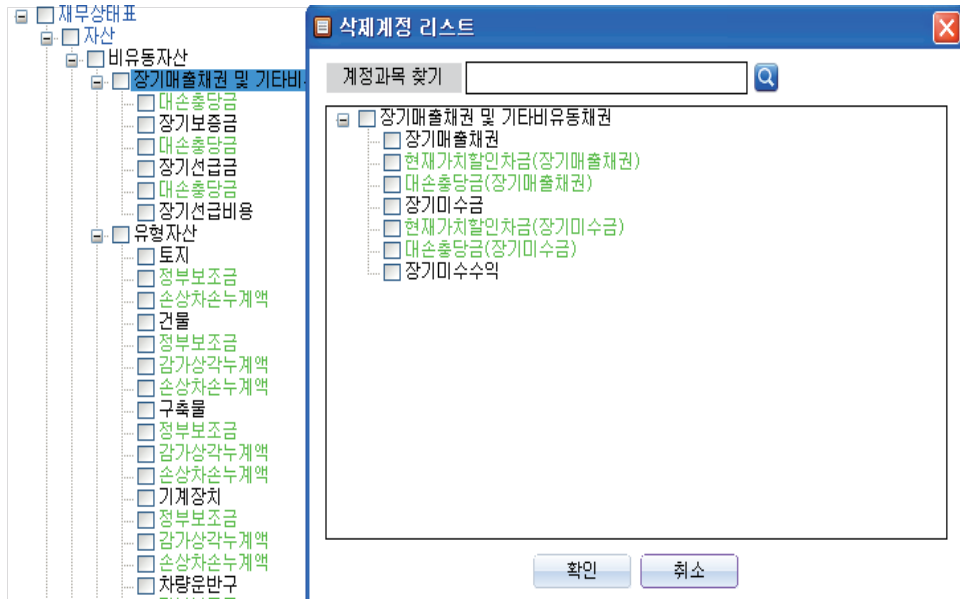 재무상태표
자산
비유동자산
장기매출채권 및 기타비
대손충당금
장기보증금
대손충당금
장기선급금
대손충당금
장기선급비용
유형자산
토지
정부보조금
손상차손누계액
건물
정부보조금
감가상각누계액
손상차손누계액
구축물
정부보조금
감가상각누계액
손상차손누계액
기계장치
정부보조금
감가상각누계액
손상차손누계액
차량운반구
삭제계정 리스트
계정과목 찾기
장기매출채권 및 기타비유동채권
장기매출채권
현재가치할인차금(장기매출채권)
대손충당금(장기매출채권)
장기미수금
현재가치할인차금(장기미수금)
대손충당금(장기미수금)
장기미수수익
확인
취소